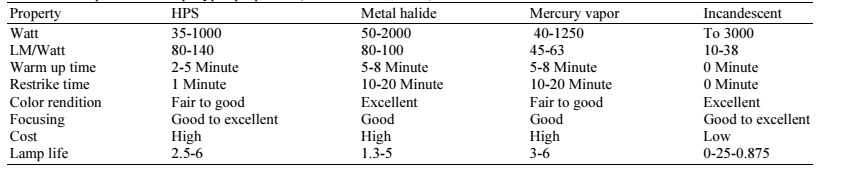 Property HPS Metal halide Mercury vapor Incandescent
Watt 35-1000 50-2000 40-1250 To 3000
LM/Watt 80-140 80-100 45-63 10-38
Warm up time 2-5 Minute 5-8 Minute 5-8 Minute 0 Minute
Restrike time 1 Minute 10-20 Minute 10-20 Minute 0 Minute
Color rendition Fair to good Excellent Fair to good Excellent
Focusing Good to excellent Good Good Good to excellent
Cost High High High Low
Lamp life 2.5-6 1.3-5 3-6 0-25-0.875